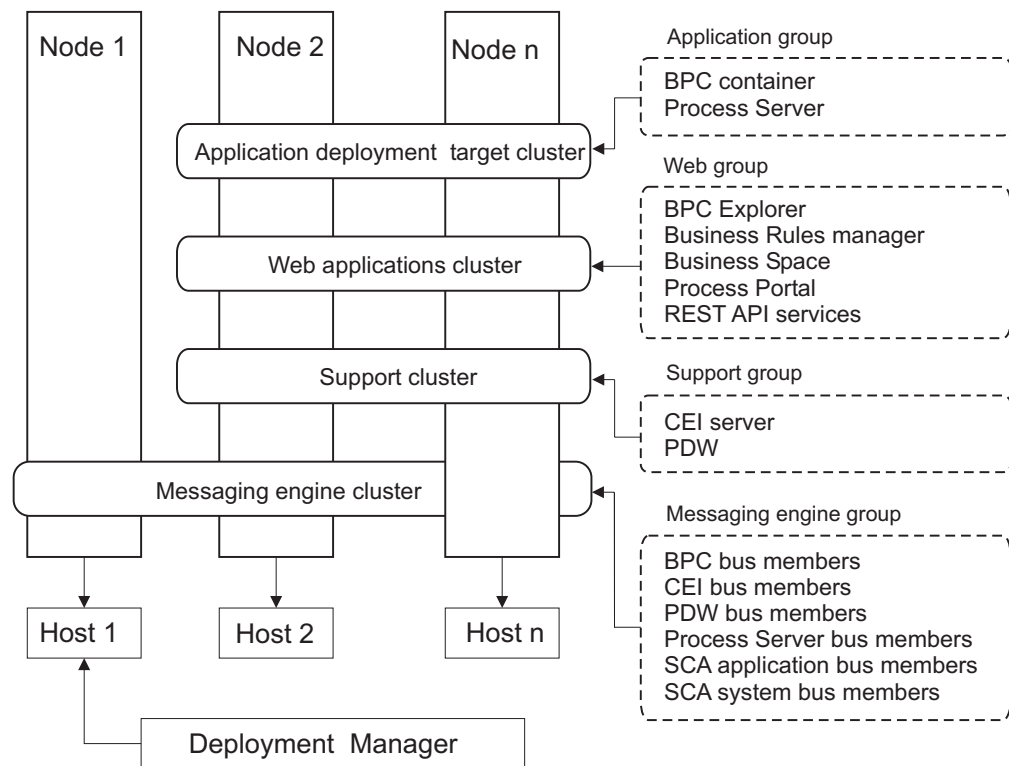 Node 1
Node 2
Node n
Application group
BPC container
Process Server
Application deployment target cluster
Web group
BPC Explorer
Business Rules manager
Business Space
Process Portal
REST API services
Web applications cluster
Support cluster
Support group
CEI server
PDW
Messaging engine cluster
Messaging engine group
BPC bus members
CEI bus members
PDW bus members
Process Server bus members
SCA application bus members
SCA system bus members
Host 1
Host 2
Host n
Deployment Manager